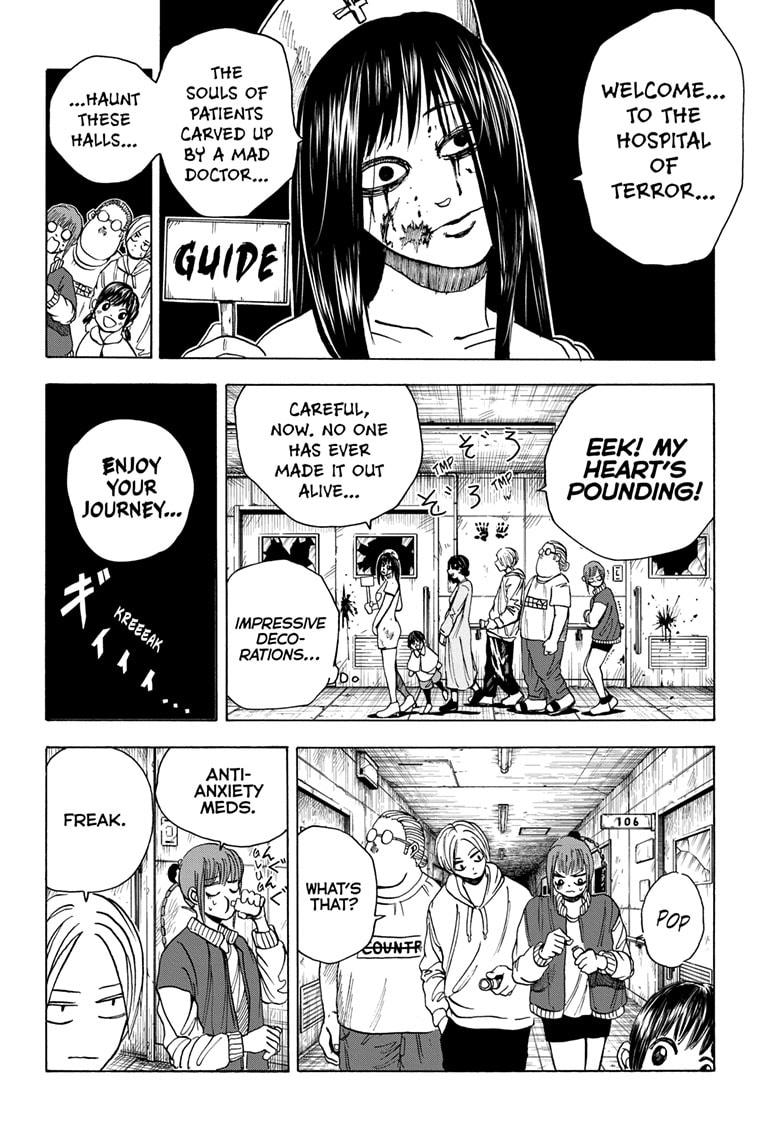 WELCOME...
TO THE
HOSPITAL
OF
TERROR...
THE
SOULS OF
PATIENTS
CARVED UP
BY A MAD
DOCTOR...
GUIDE
...HAUNT
THESE
HALLS...
EEK! MY
HEART'S
POUNDING!
CAREFUL,
NOW. NO ONE
HAS EVER
MADE IT OUT
ALIVE...
ぞろ
TMP
ぞろ
TMP
IMPRESSIVE
DECO-
RATIONS...
ENJOY
YOUR
JOURNEY...
ギィイィ...
KREEEAK
106
POP
WHAT'S
THAT?
COUNTR
ANTI-
ANXIETY
MEDS.
FREAK.